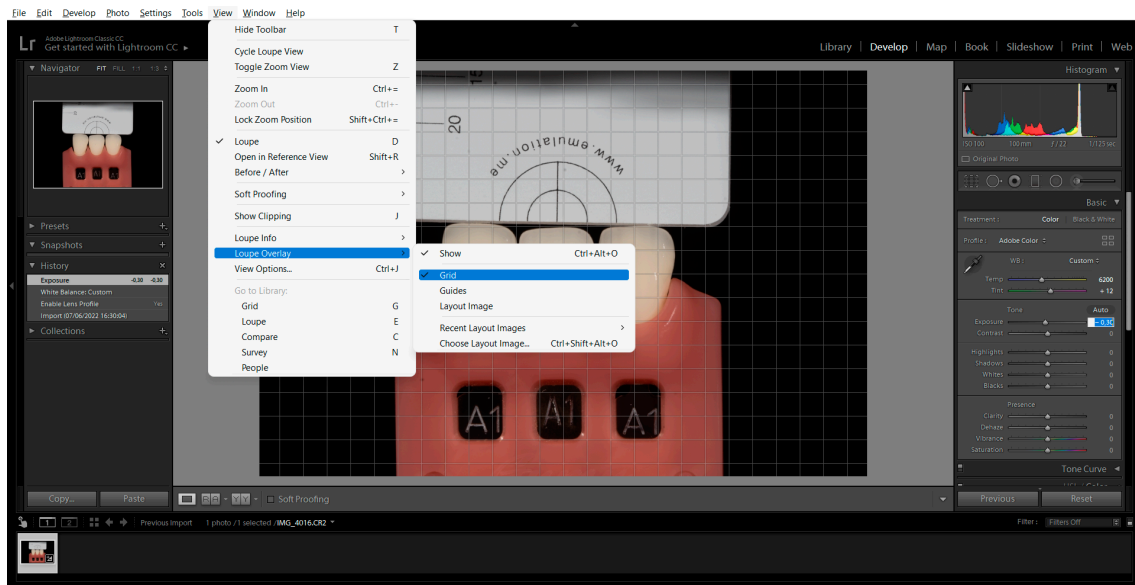 File Edit Develop Photo Settings Tools View Window Help
Adobe Lightroom Classic CC
Get started with Lightroom CC
Library | Develop | Map | Book | Slideshow | Print | Web
Navigator FIT FILL 1:1 1:3
Presets
Snapshots
History
Exposure -0.30 -0.30
White Balance: Custom
Enable Lens Profile Yes
Import (07/06/2022 16:30:04)
Collections
Copy... Paste
Hide Toolbar T
Cycle Loupe View
Toggle Zoom View Z
Zoom In Ctrl+=
Zoom Out Ctrl+-
Lock Zoom Position Shift+Ctrl+=
Loupe D
Open in Reference View Shift+R
Before / After
Soft Proofing
Show Clipping J
Loupe Info
Loupe Overlay
View Options... Ctrl+J
Go to Library:
Grid G
Loupe E
Compare C
Survey N
People
Show Ctrl+Alt+O
Grid
Guides
Layout Image
Recent Layout Images
Choose Layout Image... Ctrl+Shift+Alt+O
15
20
www.emulation.me
A1 A1 A1
Soft Proofing
Histogram
ISO 100 100 mm f / 22 1/125 sec
Original Photo
Basic
Treatment : Color Black & White
Profile : Adobe Color
WB : Custom
Temp 6200
Tint + 12
Tone Auto
Exposure - 0,30
Contrast 0
Highlights 0
Shadows 0
Whites 0
Blacks 0
Presence
Clarity 0
Dehaze 0
Vibrance 0
Saturation 0
Tone Curve
Previous Reset
1 2 Previous Import 1 photo / 1 selected / IMG_4016.CR2
Filter : Filters Off